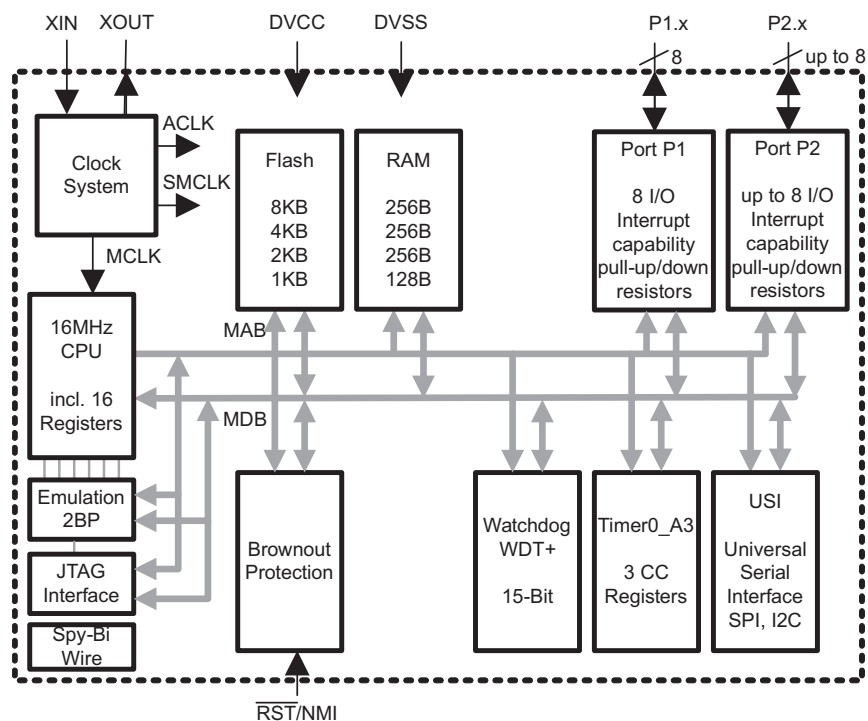 XIN
XOUT
DVCC
DVSS
P1.x
P2.x
8
up to 8
ACLK
Clock
System
SMCLK
MCLK
Flash
8KB
4KB
2KB
1KB
RAM
256B
256B
256B
128B
Port P1
8 I/O
Interrupt
capability
pull-up/down
resistors
Port P2
up to 8 I/O
Interrupt
capability
pull-up/down
resistors
16MHz
CPU
incl. 16
Registers
MAB
MDB
Emulation
2BP
JTAG
Interface
Spy-Bi
Wire
Brownout
Protection
Watchdog
WDT+
15-Bit
Timer0_A3
3 CC
Registers
USI
Universal
Serial
Interface
SPI, I2C
RST/NMI